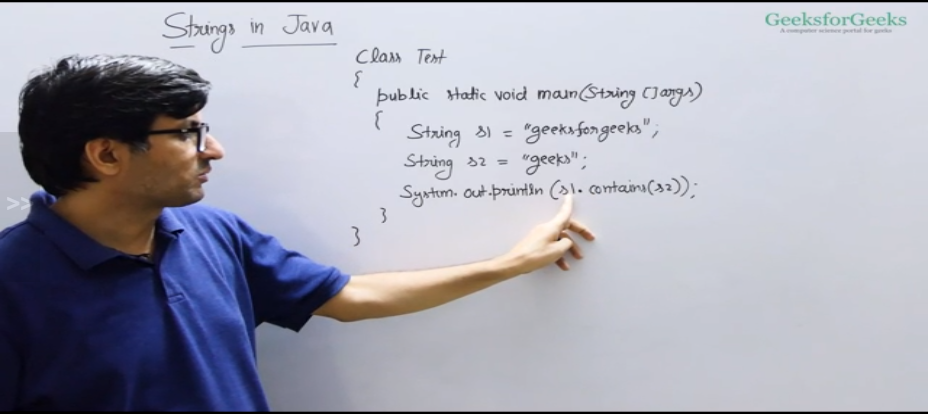 Strings in Java
GeeksforGeeks
A computer science portal for geeks
Class Test
{
public static void main(String []args)
{
String s1 = "geeksforgeeks";
String s2 = "geeks";
System.out.println(s1.contains(s2));
}
}
>>